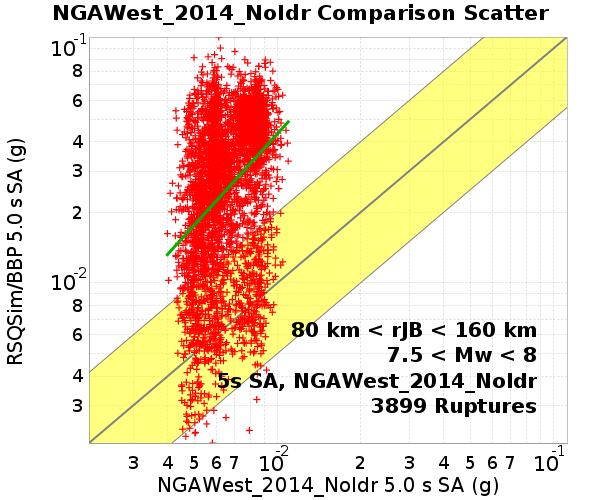 NGAWest_2014_NoIdr Comparison Scatter
RSQSim/BBP 5.0 s SA (g)
10-1
8
6
4
3
2
10-2
8
6
4
3
80 km < rJB < 160 km
7.5 < Mw < 8
5s SA, NGAWest_2014_NoIdr
3899 Ruptures
3 4 5 6 7 10-2 2 3 4 5 6 7 10-1
NGAWest_2014_NoIdr 5.0 s SA (g)